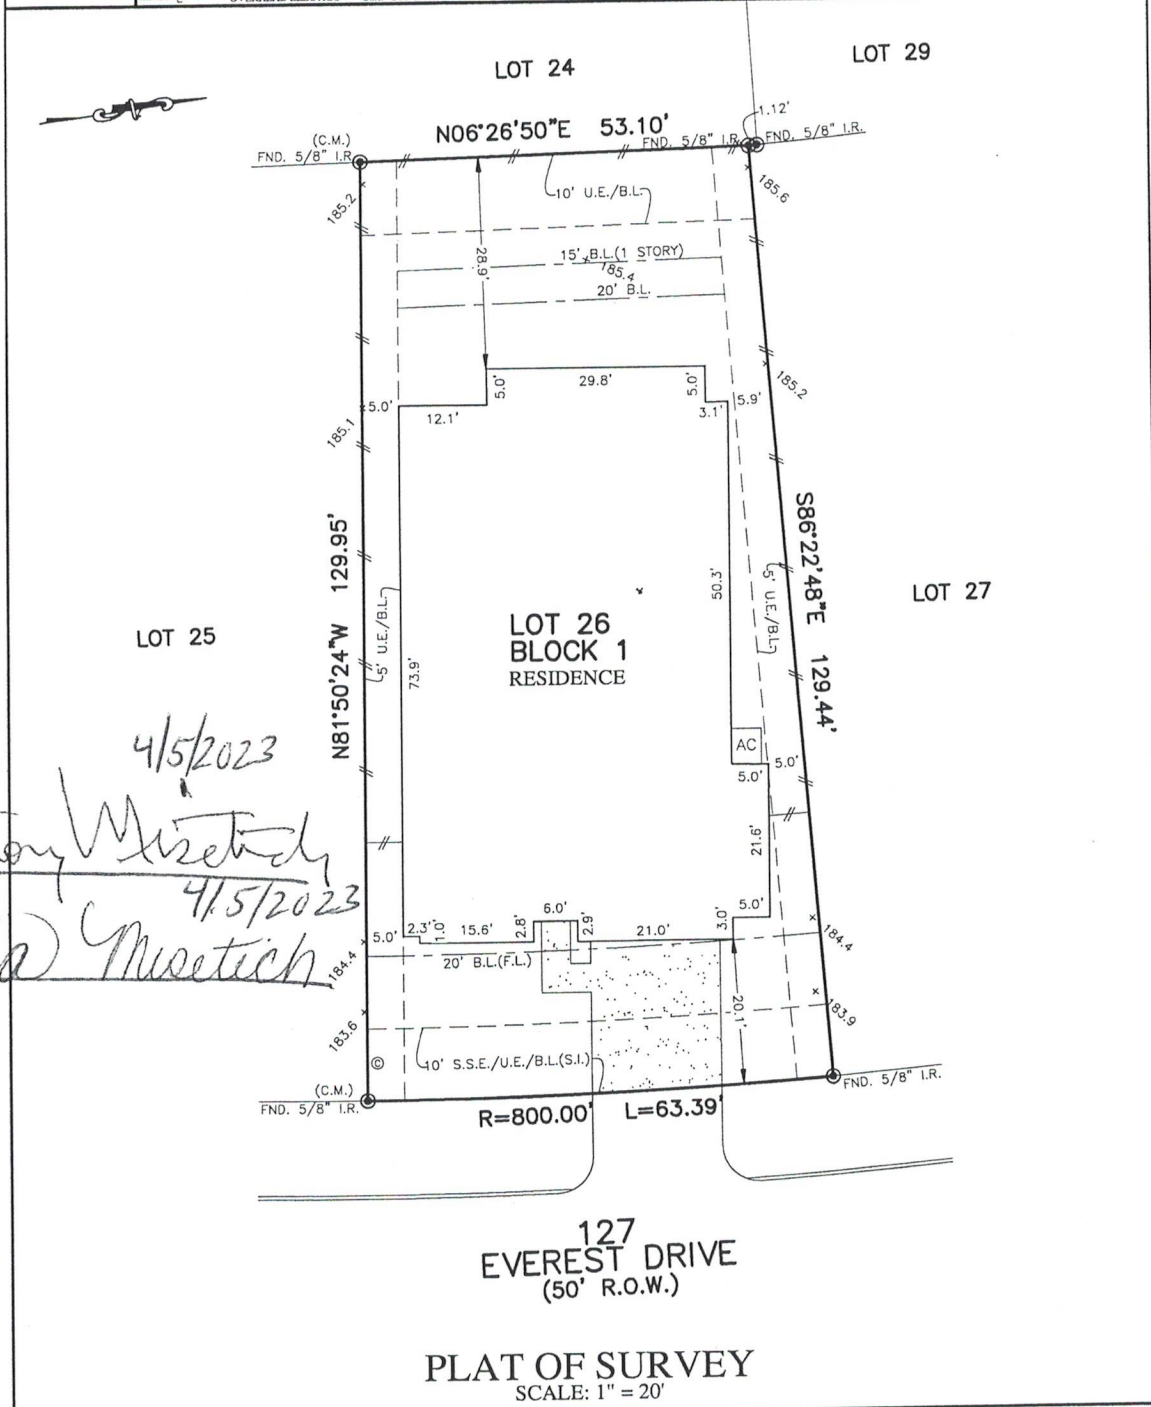 LOT 24
LOT 29
1.12'
N06°26'50"E 53.10'
(C.M.)
FND. 5/8" I.R.
FND. 5/8" I.R.
FND. 5/8" I.R.
185.2
185.6
10' U.E./B.L.
28.9'
15' B.L.(1 STORY)
185.4
20' B.L.
5.0'
29.8'
5.0'
185.2
5.0'
12.1'
3.1'
5.9'
185.1
N81°50'24"W 129.95'
S86°22'48"E 129.44'
50.3'
5' U.E./B.L.
5' U.E./B.L.
LOT 27
LOT 25
LOT 26
BLOCK 1
RESIDENCE
73.9'
4/5/2023
AC
5.0'
5.0'
Misetich
21.6'
4/5/2023
6.0'
5.0'
5.0'
2.3'
1.0'
15.6'
2.8'
2.9'
21.0'
3.0'
184.4
Misetich
184.4
20' B.L.(F.L.)
20.1'
183.9
183.6
©
10' S.S.E./U.E./B.L.(S.I.)
(C.M.)
FND. 5/8" I.R.
FND. 5/8" I.R.
R=800.00' L=63.39'
127
EVEREST DRIVE
(50' R.O.W.)
PLAT OF SURVEY
SCALE: 1" = 20'